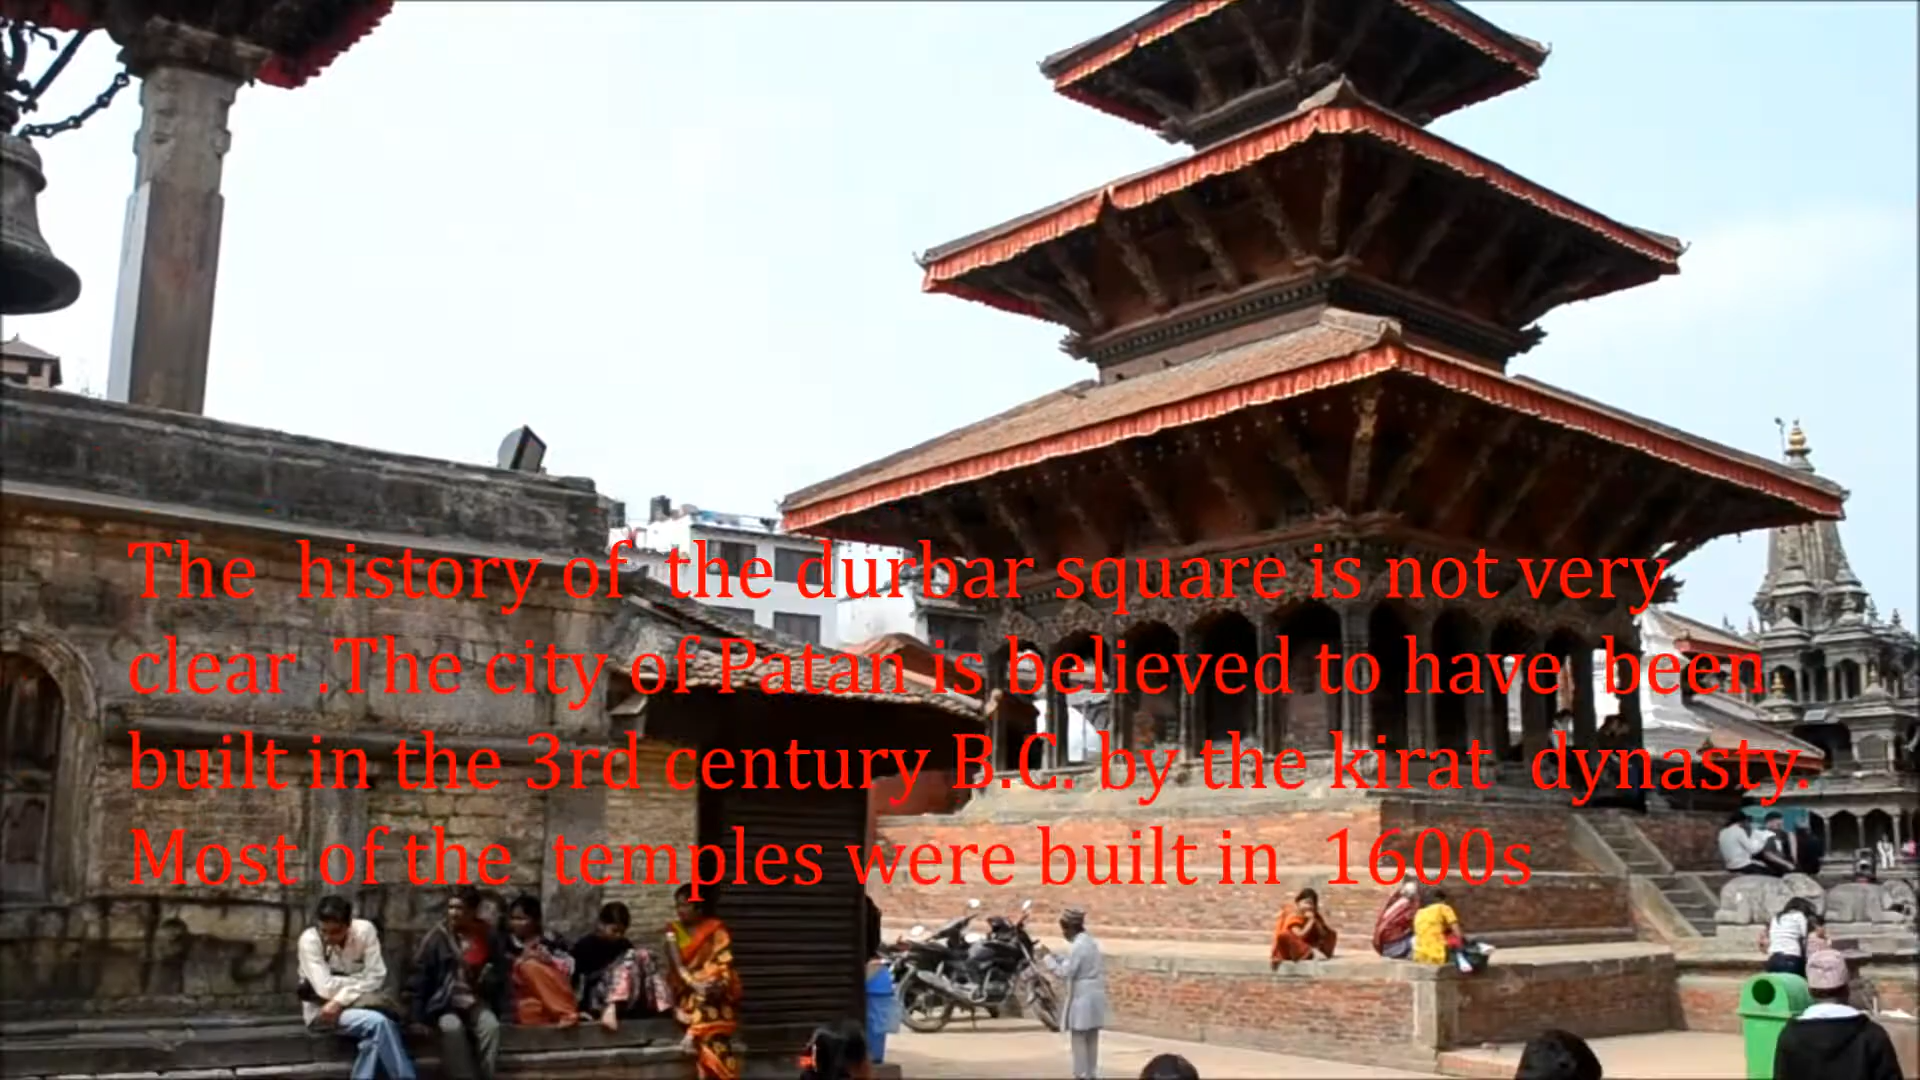 The history of the durbar square is not very
clear .The city of Patan is believed to have been
built in the 3rd century B.C. by the kirat dynasty.
Most of the temples were built in 1600s